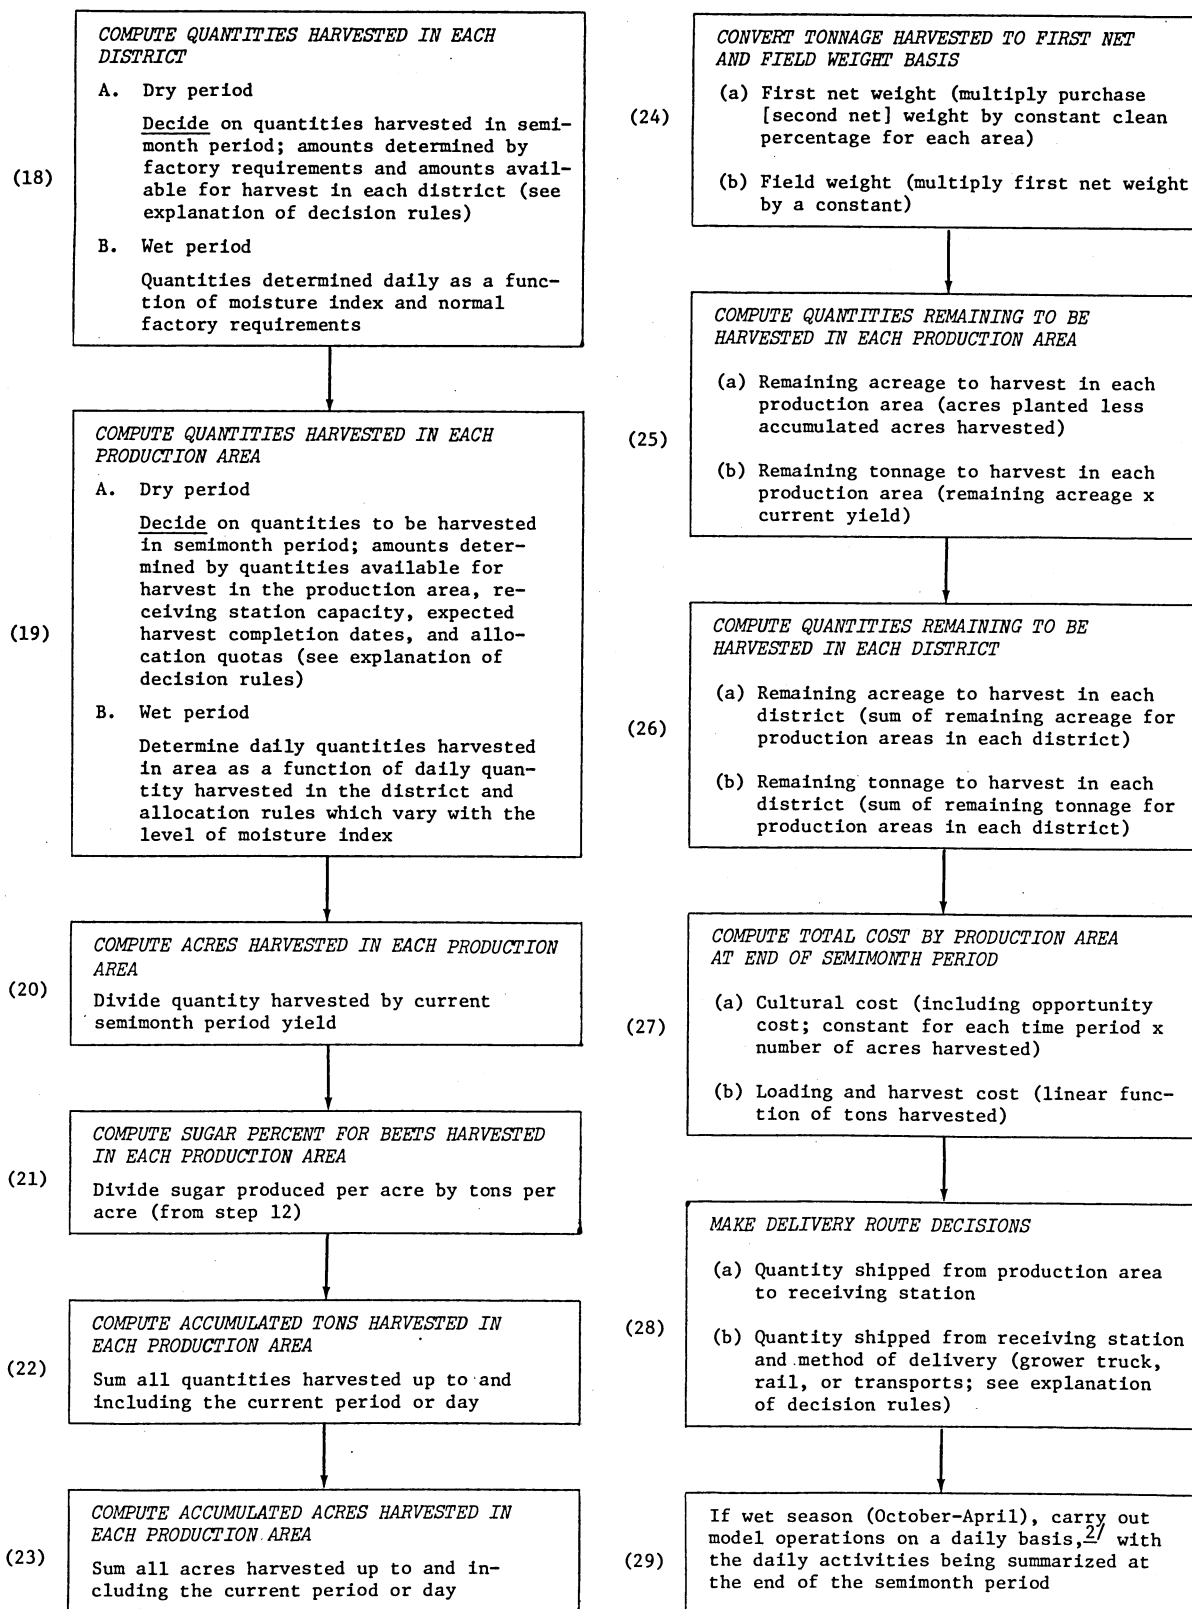 COMPUTE QUANTITIES HARVESTED IN EACH
DISTRICT
A. Dry period
Decide on quantities harvested in semi-
month period; amounts determined by
factory requirements and amounts avail-
able for harvest in each district (see
explanation of decision rules)
B. Wet period
Quantities determined daily as a func-
tion of moisture index and normal
factory requirements
(18)
COMPUTE QUANTITIES HARVESTED IN EACH
PRODUCTION AREA
A. Dry period
Decide on quantities to be harvested
in semimonth period; amounts deter-
mined by quantities available for
harvest in the production area, re-
ceiving station capacity, expected
harvest completion dates, and allo-
cation quotas (see explanation of
decision rules)
B. Wet period
Determine daily quantities harvested
in area as a function of daily quan-
tity harvested in the district and
allocation rules which vary with the
level of moisture index
(19)
COMPUTE ACRES HARVESTED IN EACH PRODUCTION
AREA
Divide quantity harvested by current
semimonth period yield
(20)
COMPUTE SUGAR PERCENT FOR BEETS HARVESTED
IN EACH PRODUCTION AREA
Divide sugar produced per acre by tons per
acre (from step 12)
(21)
COMPUTE ACCUMULATED TONS HARVESTED IN
EACH PRODUCTION AREA
Sum all quantities harvested up to and
including the current period or day
(22)
COMPUTE ACCUMULATED ACRES HARVESTED IN
EACH PRODUCTION AREA
Sum all acres harvested up to and in-
cluding the current period or day
(23)
CONVERT TONNAGE HARVESTED TO FIRST NET
AND FIELD WEIGHT BASIS
(a) First net weight (multiply purchase
[second net] weight by constant clean
percentage for each area)
(b) Field weight (multiply first net weight
by a constant)
(24)
COMPUTE QUANTITIES REMAINING TO BE
HARVESTED IN EACH PRODUCTION AREA
(a) Remaining acreage to harvest in each
production area (acres planted less
accumulated acres harvested)
(b) Remaining tonnage to harvest in each
production area (remaining acreage x
current yield)
(25)
COMPUTE QUANTITIES REMAINING TO BE
HARVESTED IN EACH DISTRICT
(a) Remaining acreage to harvest in each
district (sum of remaining acreage for
production areas in each district)
(b) Remaining tonnage to harvest in each
district (sum of remaining tonnage for
production areas in each district)
(26)
COMPUTE TOTAL COST BY PRODUCTION AREA
AT END OF SEMIMONTH PERIOD
(a) Cultural cost (including opportunity
cost; constant for each time period x
number of acres harvested)
(b) Loading and harvest cost (linear func-
tion of tons harvested)
(27)
MAKE DELIVERY ROUTE DECISIONS
(a) Quantity shipped from production area
to receiving station
(b) Quantity shipped from receiving station
and method of delivery (grower truck,
rail, or transports; see explanation
of decision rules)
(28)
If wet season (October-April), carry out
model operations on a daily basis,2/ with
the daily activities being summarized at
the end of the semimonth period
(29)